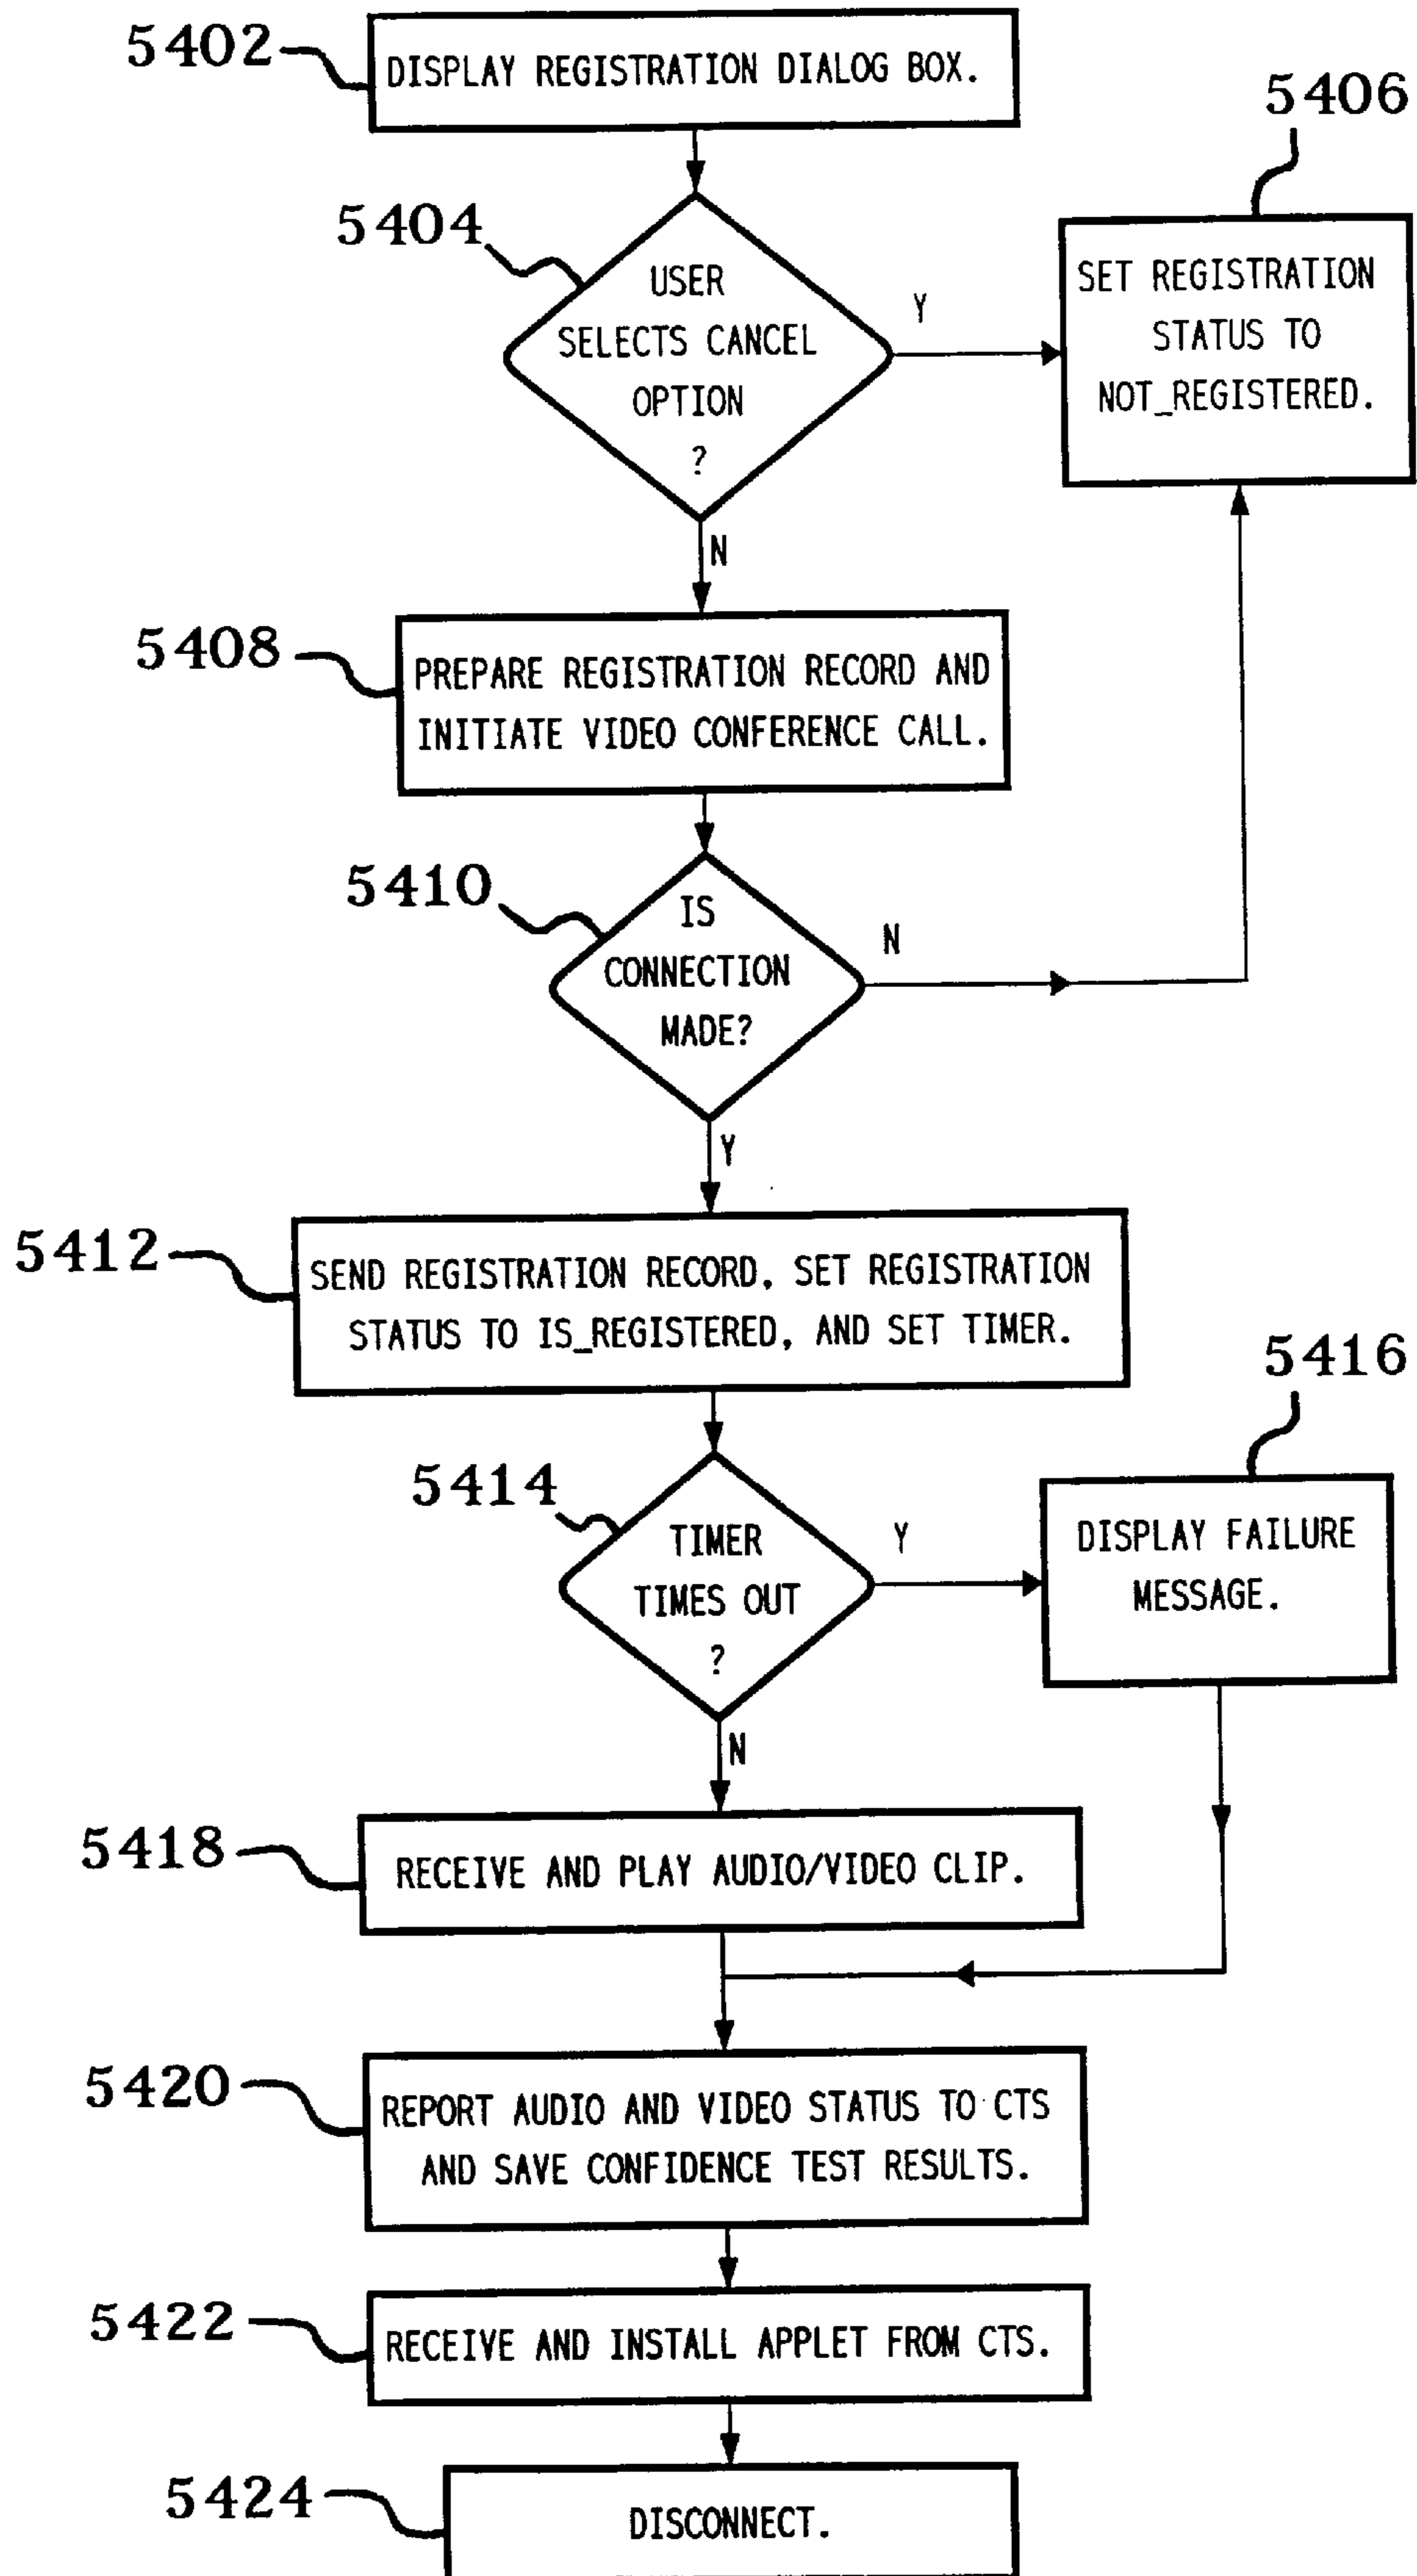 5402
DISPLAY REGISTRATION DIALOG BOX.
5406
5404
USER
SELECTS CANCEL
OPTION
?
Y
SET REGISTRATION
STATUS TO
NOT_REGISTERED.
N
5408
PREPARE REGISTRATION RECORD AND
INITIATE VIDEO CONFERENCE CALL.
5410
IS
CONNECTION
MADE?
N
Y
5412
SEND REGISTRATION RECORD, SET REGISTRATION
STATUS TO IS_REGISTERED, AND SET TIMER.
5416
5414
TIMER
TIMES OUT
?
Y
DISPLAY FAILURE
MESSAGE.
N
5418
RECEIVE AND PLAY AUDIO/VIDEO CLIP.
5420
REPORT AUDIO AND VIDEO STATUS TO CTS
AND SAVE CONFIDENCE TEST RESULTS.
5422
RECEIVE AND INSTALL APPLET FROM CTS.
5424
DISCONNECT.